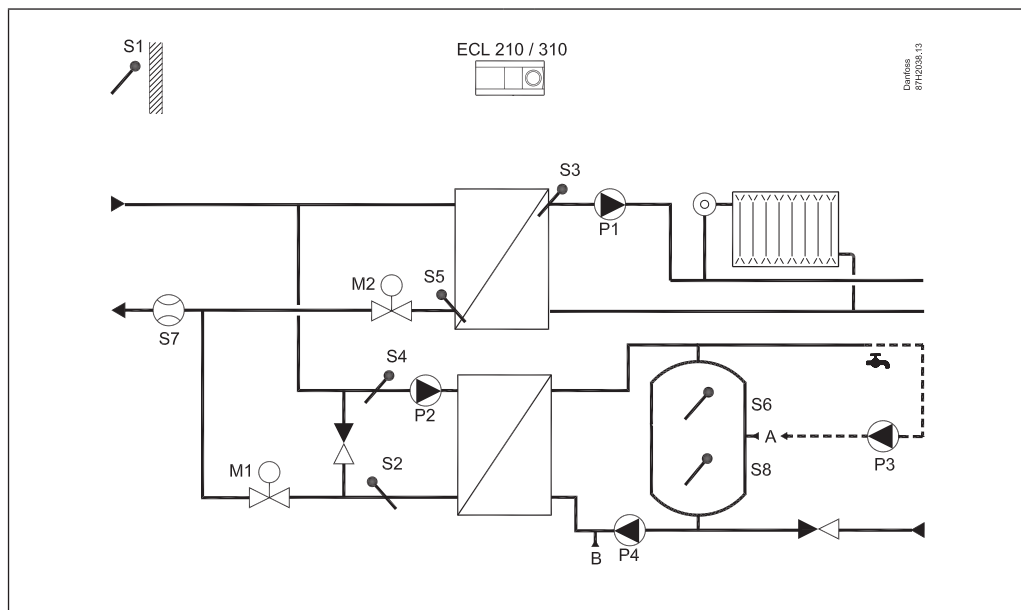 S1
ECL 210 / 310
Danfoss
87H2038.13
S3
P1
M2
S5
S7
S4
P2
S6
A
P3
S8
M1
S2
B
P4